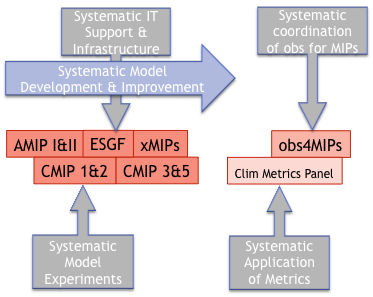 Systematic IT
Support &
Infrastructure
Systematic
coordination
of obs for MIPs
Systematic Model
Development & Improvement
AMIP I&II
ESGF
xMIPs
CMIP 1&2
CMIP 3&5
obs4MIPs
Clim Metrics Panel
Systematic
Model
Experiments
Systematic
Application
of Metrics